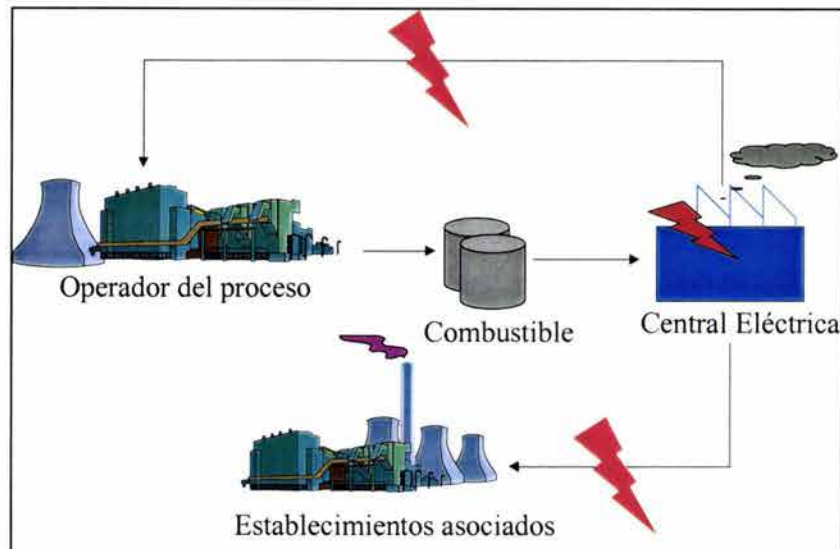 Operador del proceso
Combustible
Central Eléctrica
Establecimientos asociados